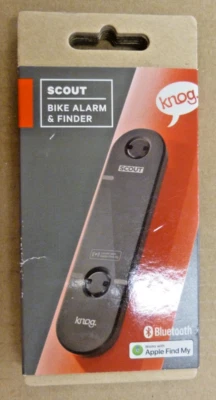 SCOUT
BIKE ALARM
& FINDER
knog.
SCOUT
knog.
Bluetooth®
Works with
Apple Find My